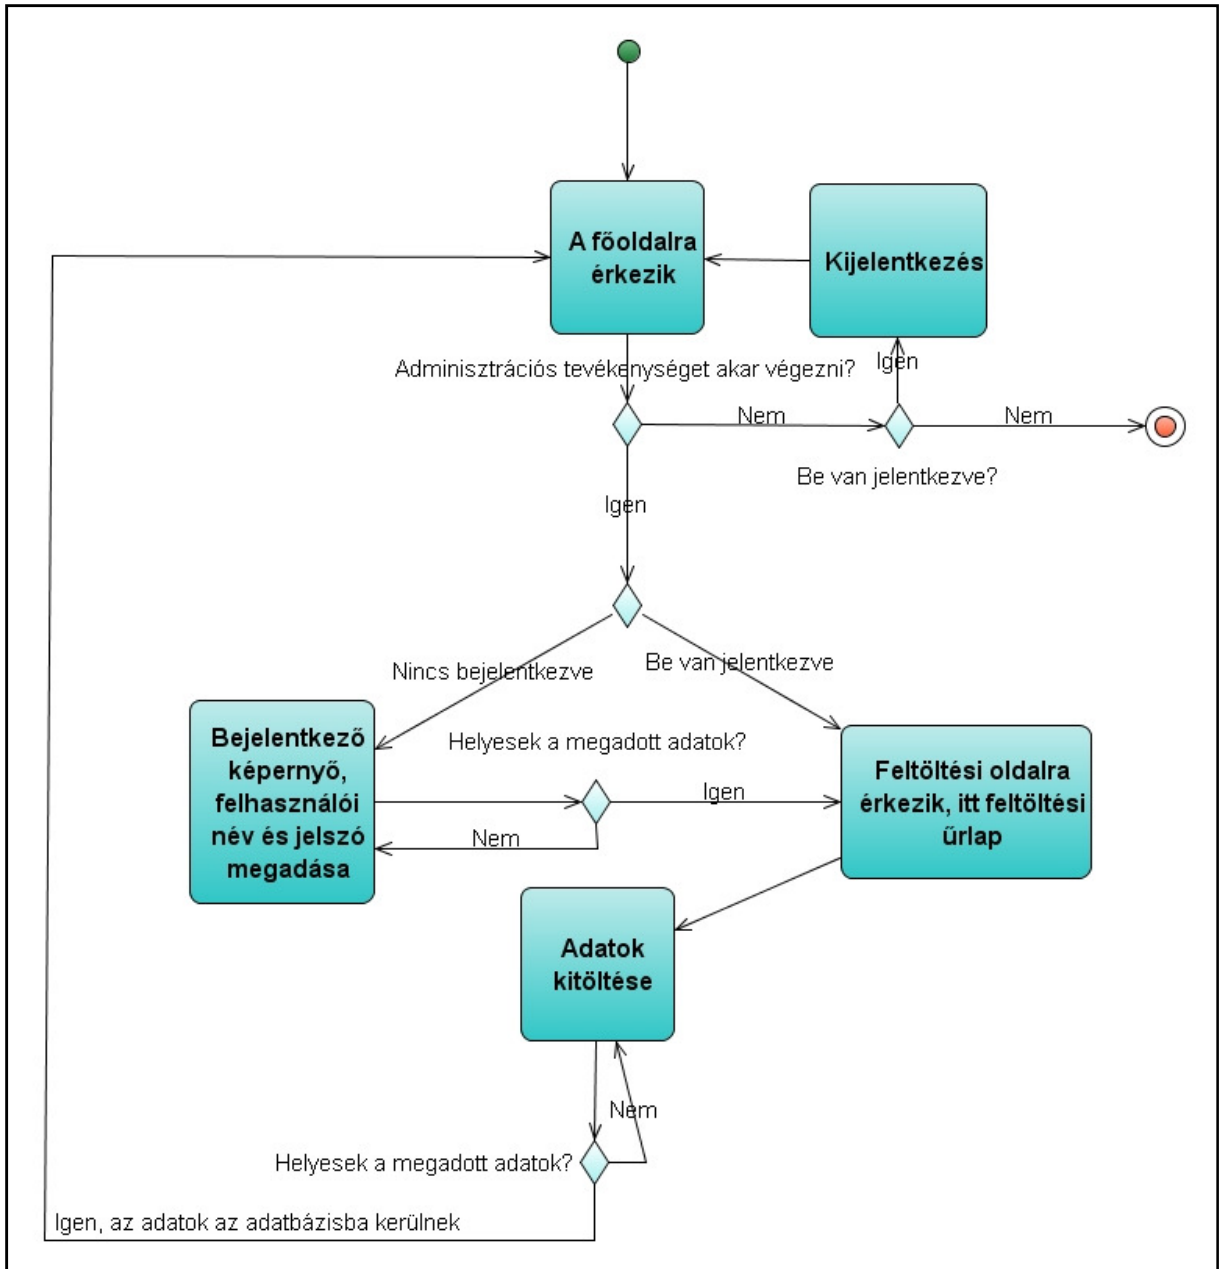 A főoldalra
érkezik
Kijelentkezés
Adminisztrációs tevékenységet akar végezni?
Igen
Nem
Nem
Be van jelentkezve?
Igen
Nincs bejelentkezve
Be van jelentkezve
Bejelentkező
képernyő,
felhasználói
név és jelszó
megadása
Helyesek a megadott adatok?
Igen
Nem
Feltöltési oldalra
érkezik, itt feltöltési
űrlap
Adatok
kitöltése
Nem
Helyesek a megadott adatok?
Igen, az adatok az adatbázisba kerülnek